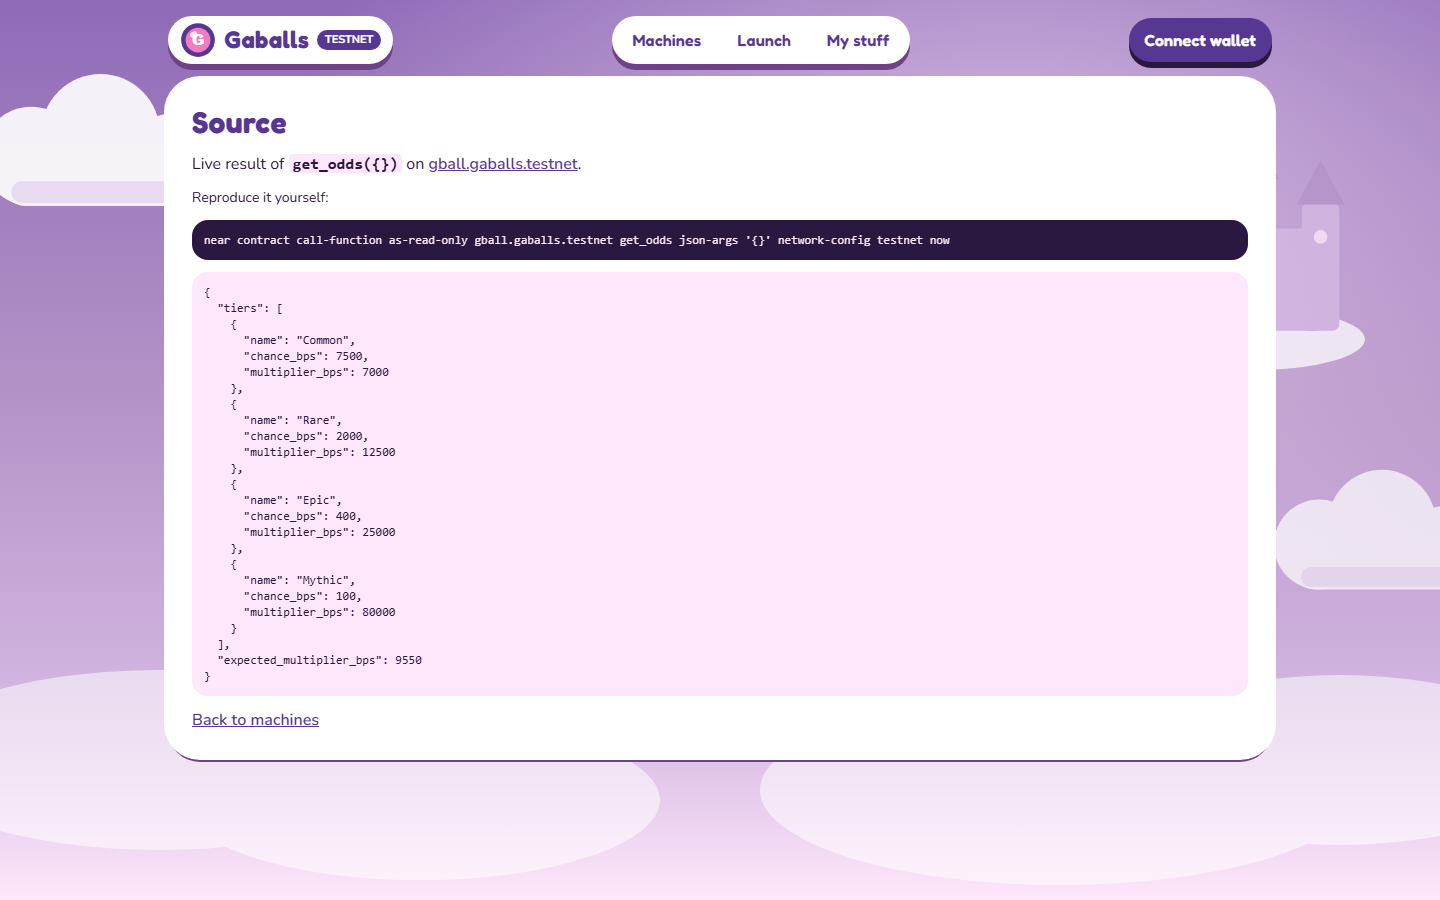 Gaballs TESTNET
Machines Launch My stuff
Connect wallet
Source
Live result of get_odds({}) on gball.gaballs.testnet.
Reproduce it yourself:
near contract call-function as-read-only gball.gaballs.testnet get_odds json-args '{}' network-config testnet now
{
  "tiers": [
    {
      "name": "Common",
      "chance_bps": 7500,
      "multiplier_bps": 7000
    },
    {
      "name": "Rare",
      "chance_bps": 2000,
      "multiplier_bps": 12500
    },
    {
      "name": "Epic",
      "chance_bps": 400,
      "multiplier_bps": 25000
    },
    {
      "name": "Mythic",
      "chance_bps": 100,
      "multiplier_bps": 80000
    }
  ],
  "expected_multiplier_bps": 9550
}
Back to machines